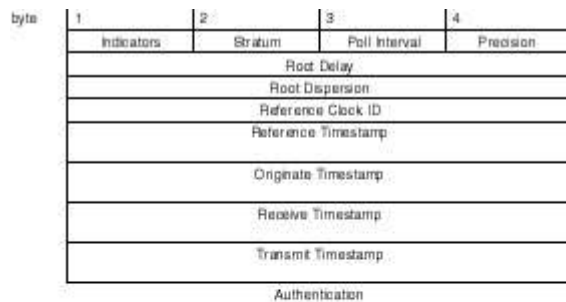 byte 1 2 3 4
Indicators Stratum Poll Interval Precision
Root Delay
Root Dispersion
Reference Clock ID
Reference Timestamp
Originate Timestamp
Receive Timestamp
Transmit Timestamp
Authentication